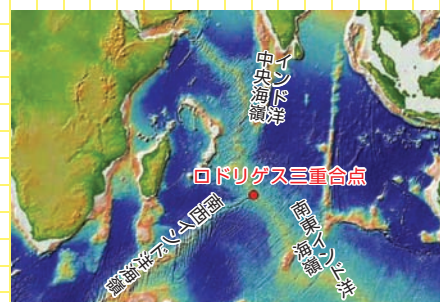 インド洋
中央海嶺
ロドリゲス三重合点
南西インド洋海嶺
南東インド洋
海嶺